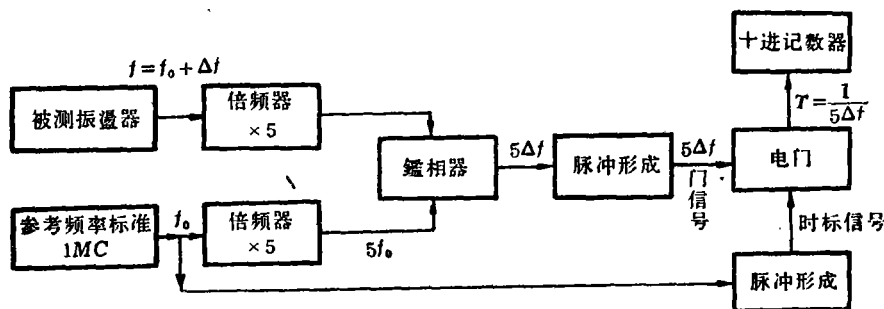 十进记数器
f=f₀+Δf
T=1/5Δf
被测振盪器
倍频器
×5
鑑相器
5Δf
脉冲形成
5Δf
门信号
电门
参考频率标准
1MC
f₀
倍频器
×5
5f₀
时标信号
脉冲形成